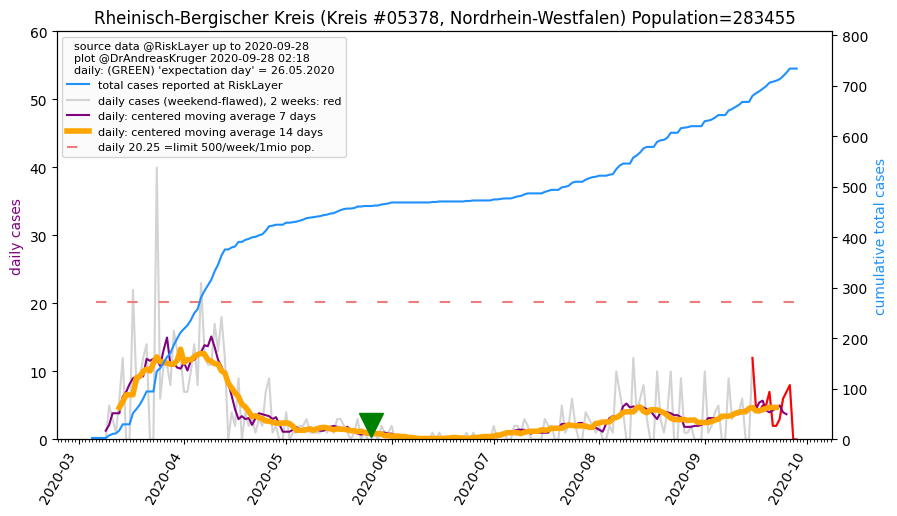 Rheinisch-Bergischer Kreis (Kreis #05378, Nordrhein-Westfalen) Population=283455
source data @RiskLayer up to 2020-09-28
plot @DrAndreasKruger 2020-09-28 02:18
daily: (GREEN) 'expectation day' = 26.05.2020
total cases reported at RiskLayer
daily cases (weekend-flawed), 2 weeks: red
daily: centered moving average 7 days
daily: centered moving average 14 days
daily 20.25 =limit 500/week/1mio pop.
daily cases
60
50
40
30
20
10
0
cumulative total cases
800
700
600
500
400
300
200
100
0
2020-03
2020-04
2020-05
2020-06
2020-07
2020-08
2020-09
2020-10